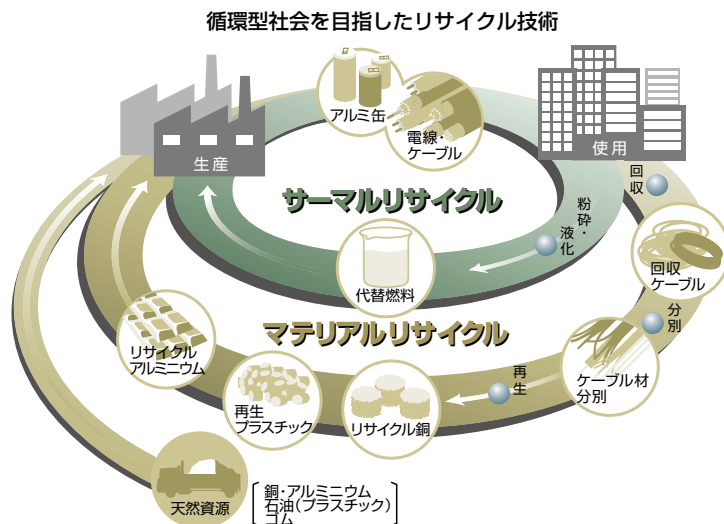 循環型社会を目指したリサイクル技術
アルミ缶
電線・
ケーブル
生産
使用
回収
サーマルリサイクル
粉砕・
液化
回収
ケーブル
代替燃料
分別
マテリアルリサイクル
リサイクル
アルミニウム
再生
ケーブル材
分別
再生
プラスチック
リサイクル銅
天然資源
銅・アルミニウム
石油(プラスチック)
ゴム